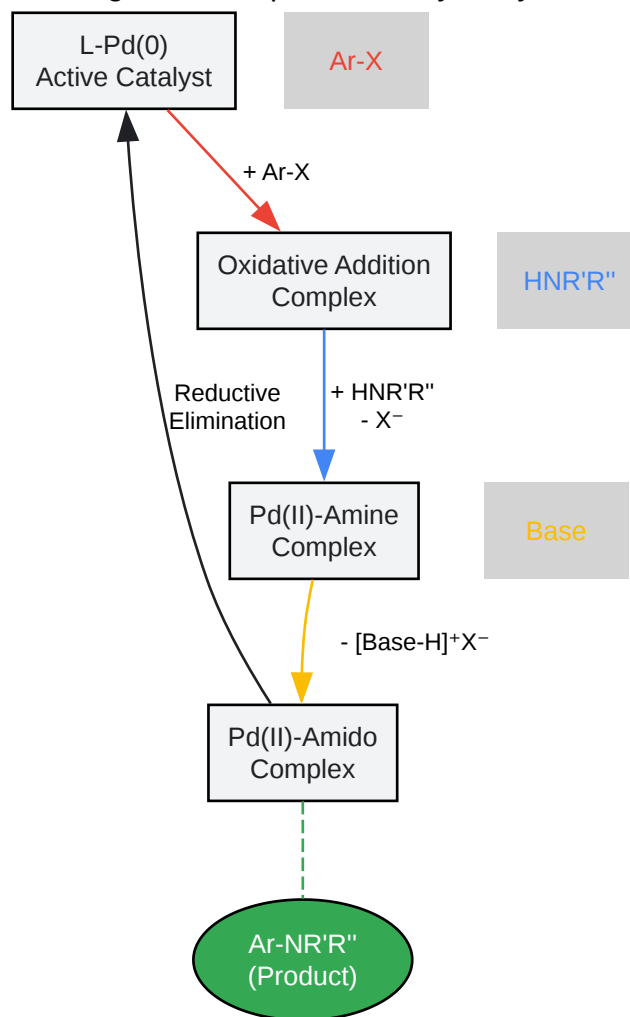 L-Pd(0)
Active Catalyst
Ar-X
+ Ar-X
Oxidative Addition
Complex
HNR'R''
Reductive
Elimination
+ HNR'R''
- X⁻
Pd(II)-Amine
Complex
Base
- [Base-H]⁺X⁻
Pd(II)-Amido
Complex
Ar-NR'R''
(Product)